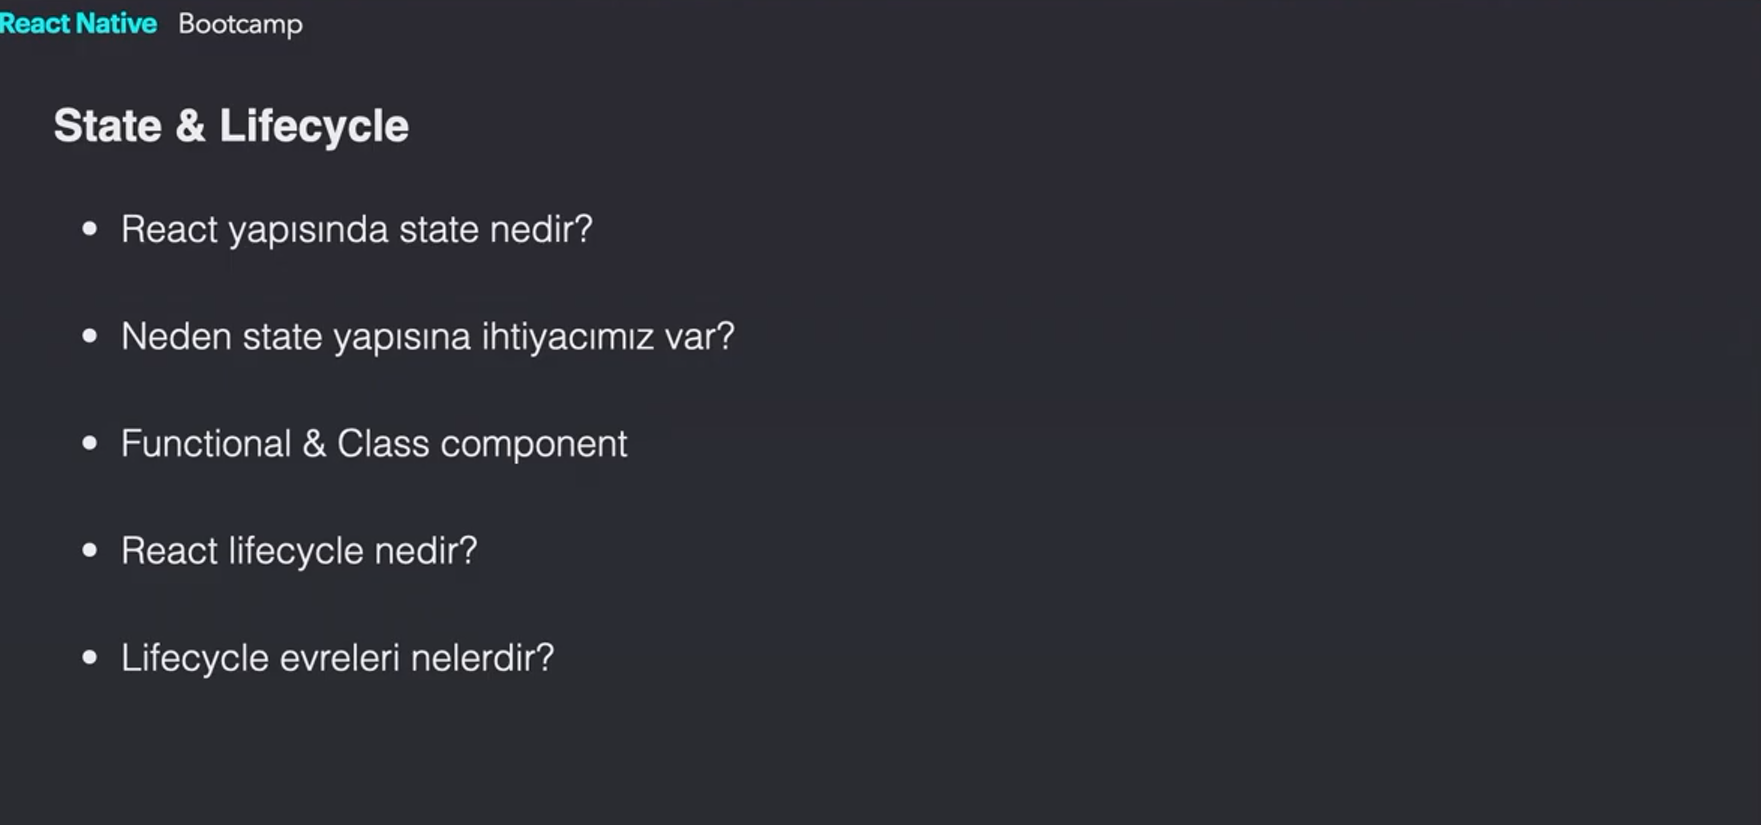 React Native Bootcamp
State & Lifecycle
• React yapısında state nedir?
• Neden state yapısına ihtiyacımız var?
• Functional & Class component
• React lifecycle nedir?
• Lifecycle evreleri nelerdir?